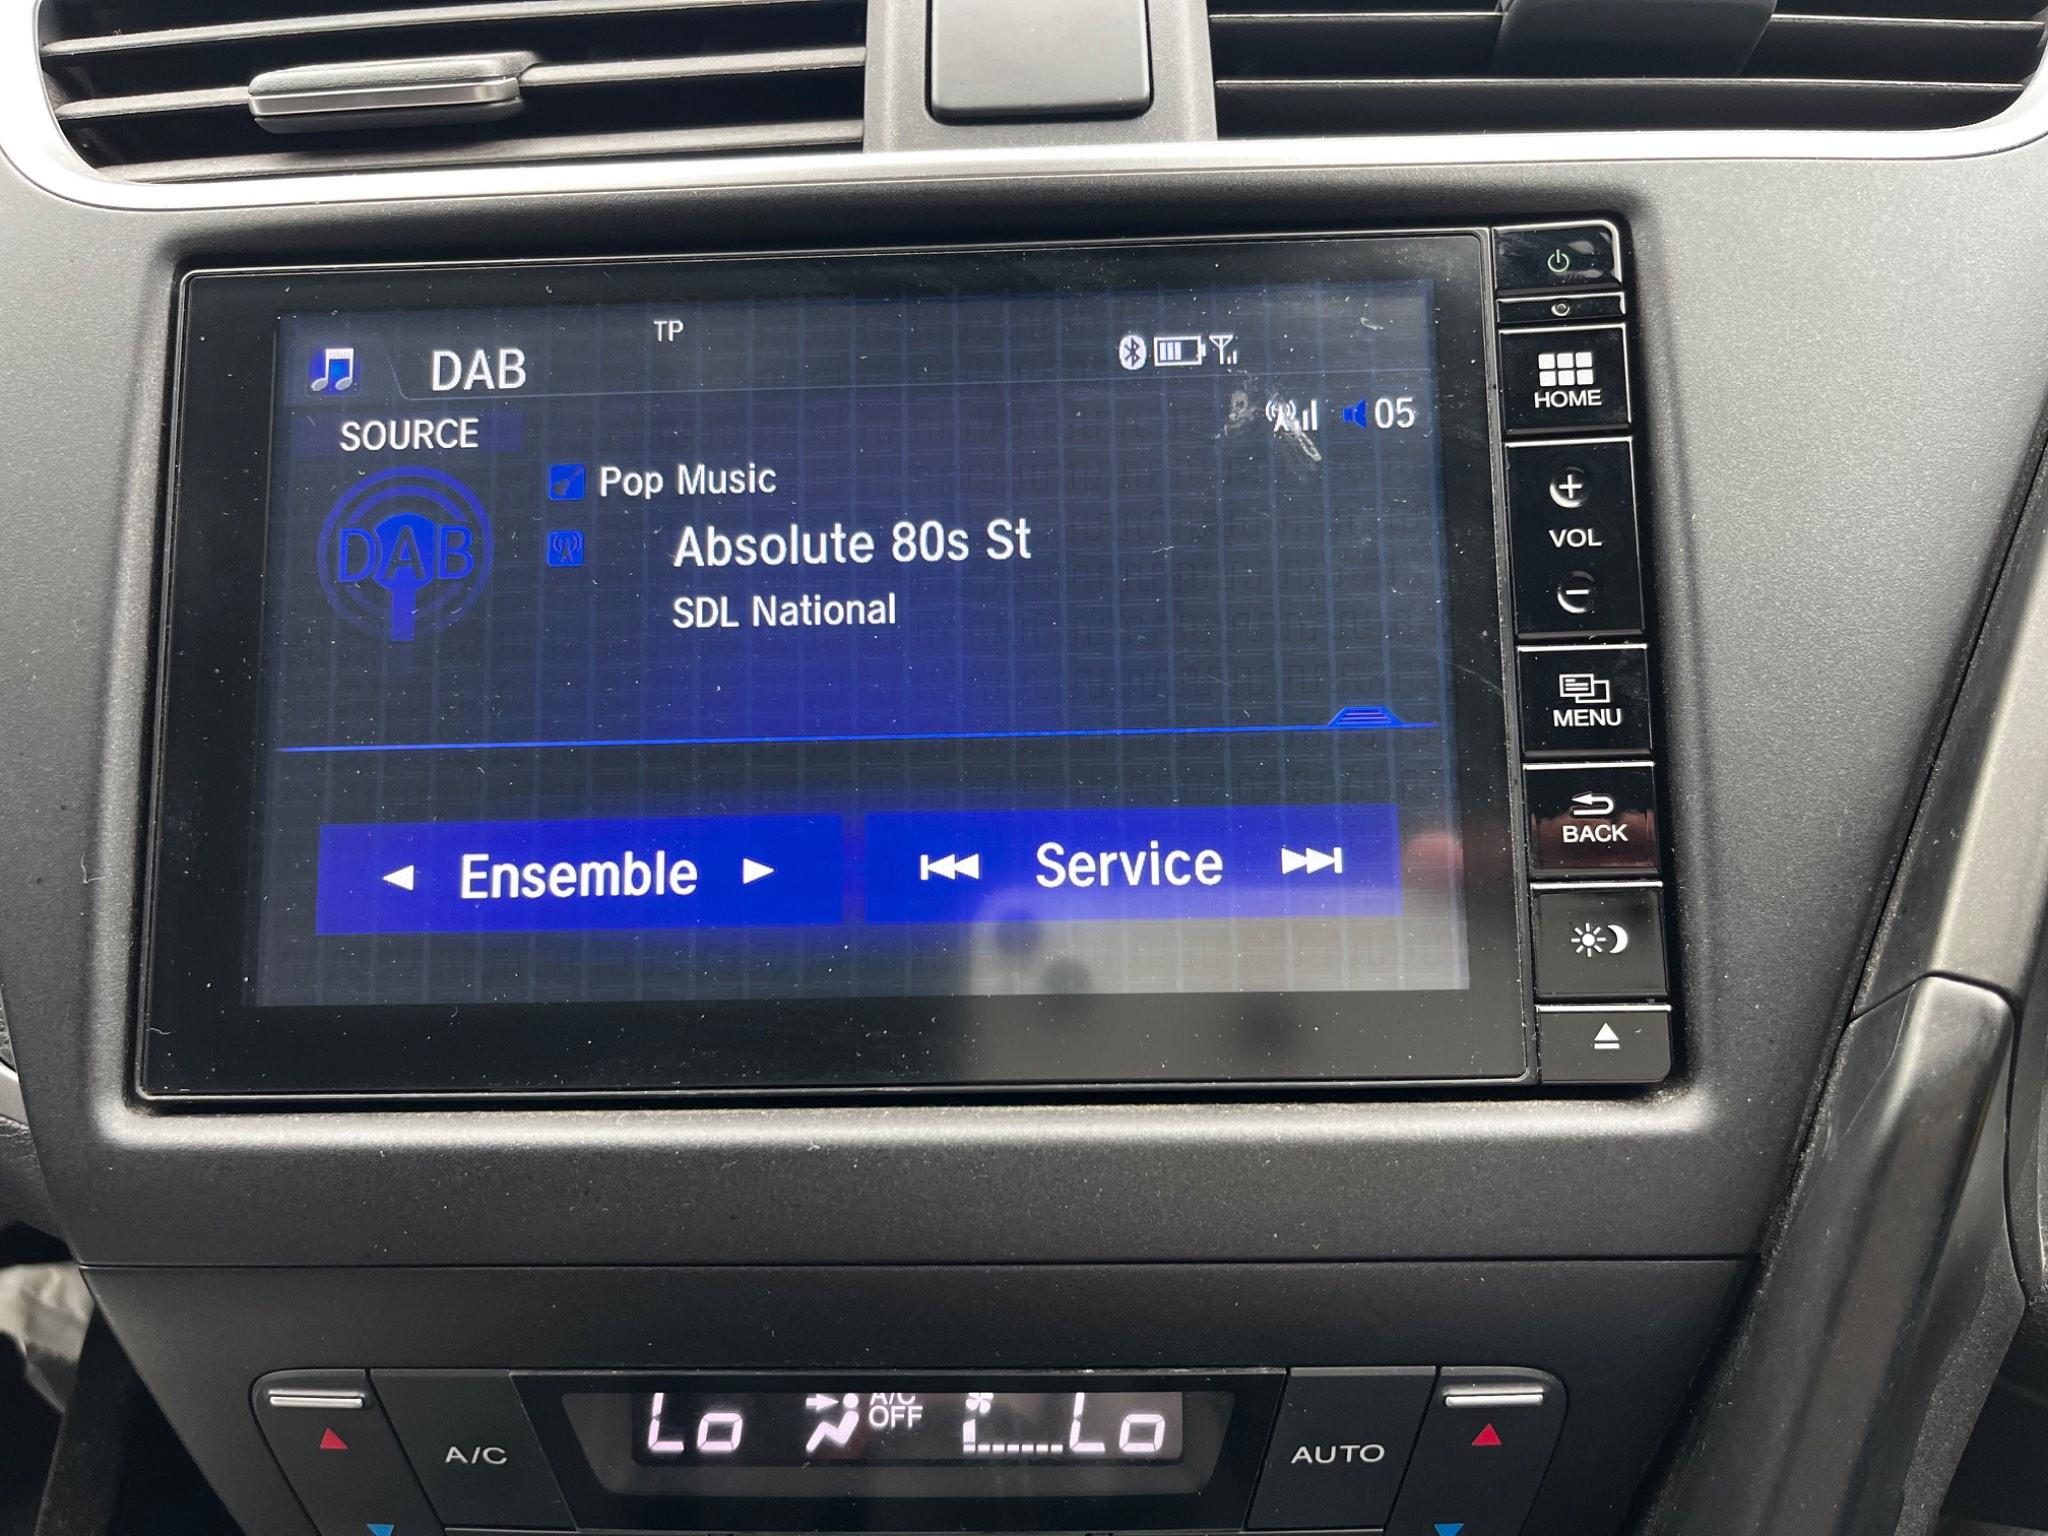 TP
DAB
SOURCE
05
DAB
Pop Music
Absolute 80s St
SDL National
Ensemble
Service
HOME
VOL
MENU
BACK
Lo
A/C
OFF
Lo
A/C
AUTO